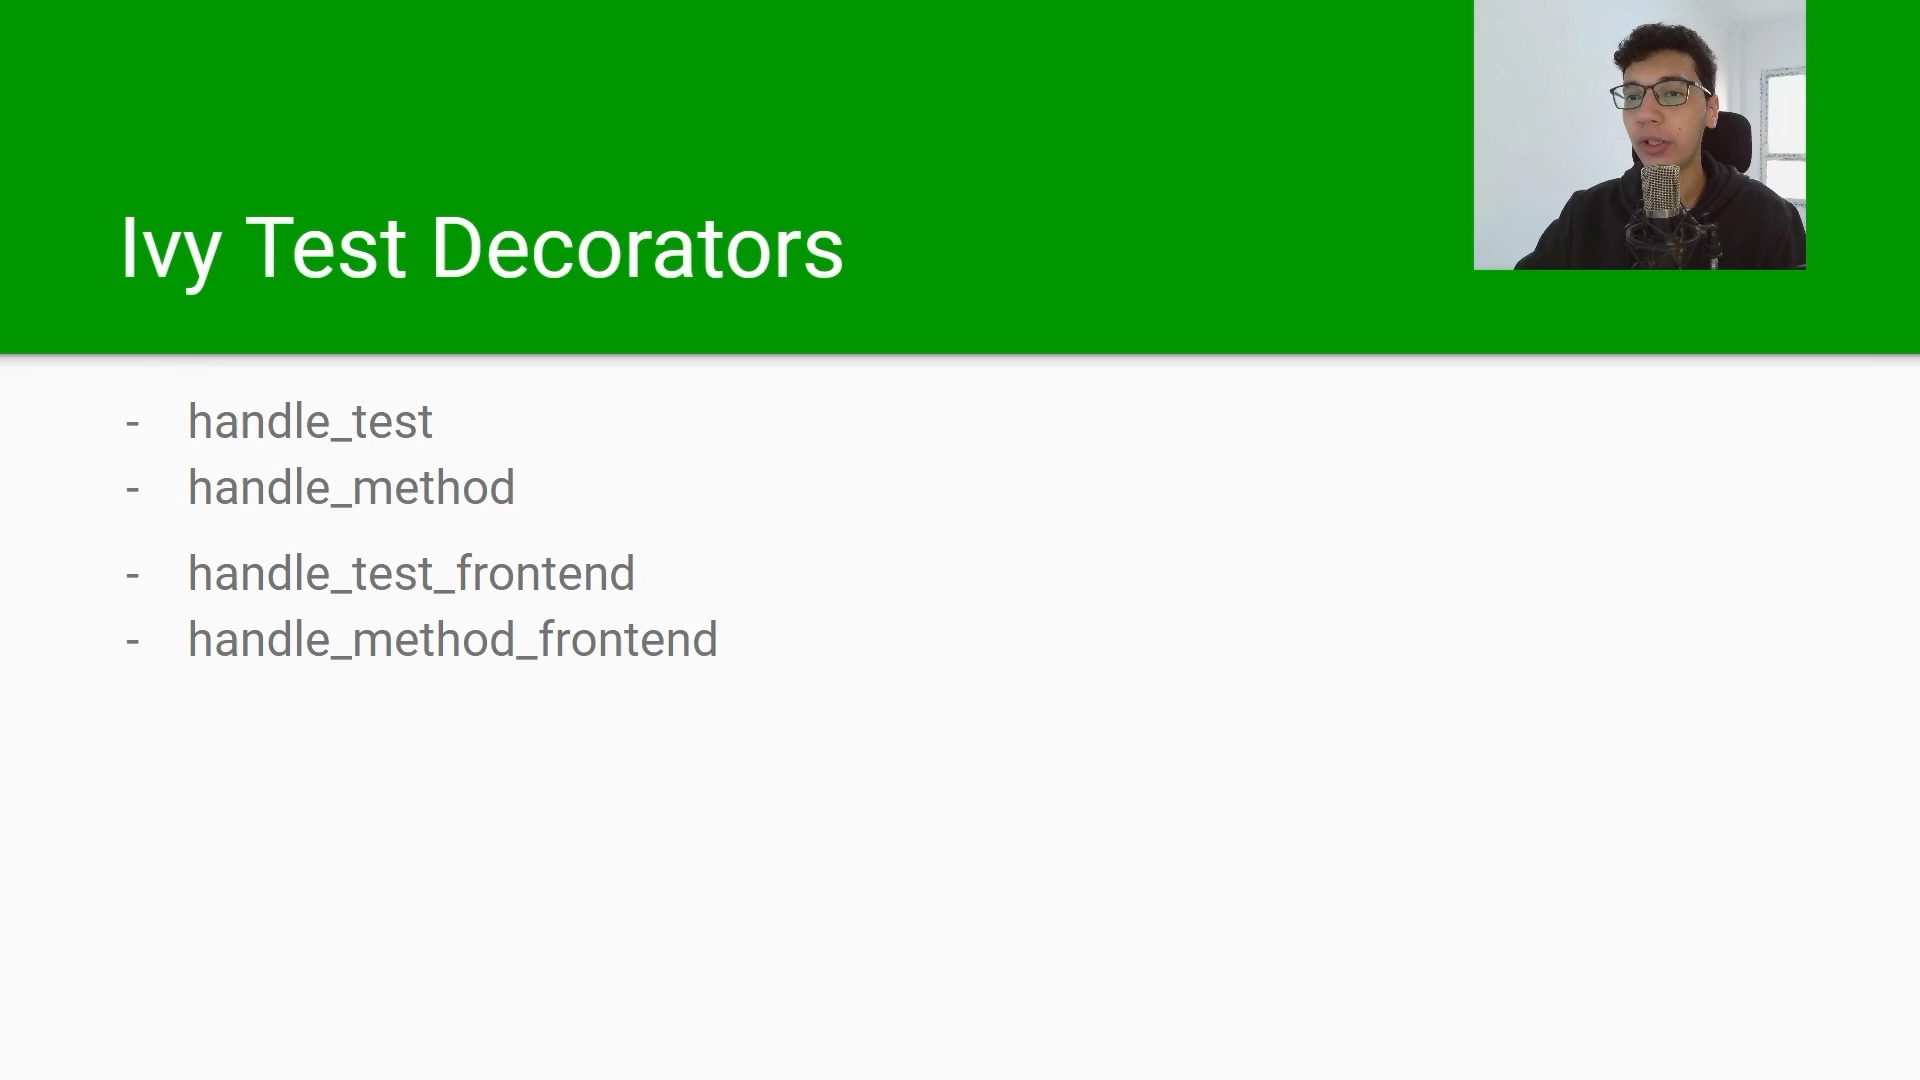 Ivy Test Decorators
- handle_test
- handle_method
- handle_test_frontend
- handle_method_frontend